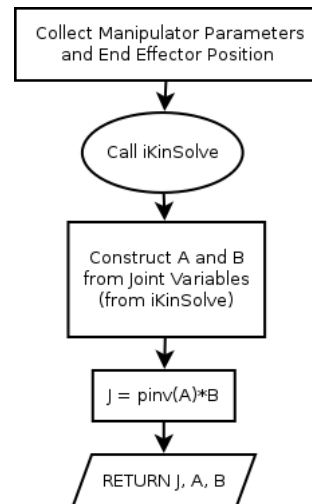 Collect Manipulator Parameters
and End Effector Position
Call iKinSolve
Construct A and B
from Joint Variables
(from iKinSolve)
J = pinv(A)*B
RETURN J, A, B